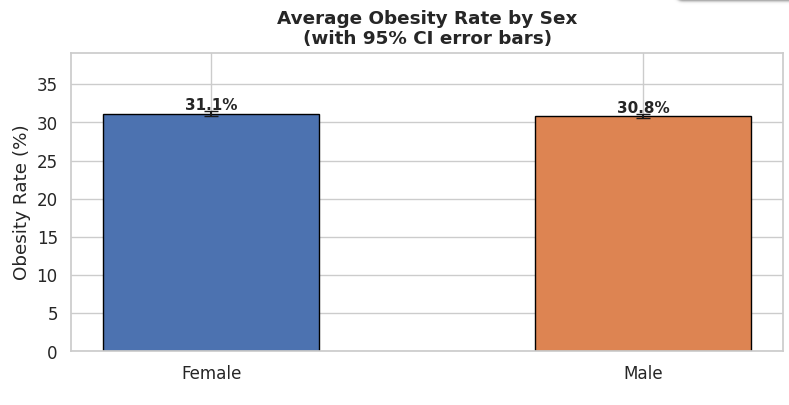 Average Obesity Rate by Sex
(with 95% CI error bars)
Obesity Rate (%)
35
30
25
20
15
10
5
0
31.1%
30.8%
Female
Male